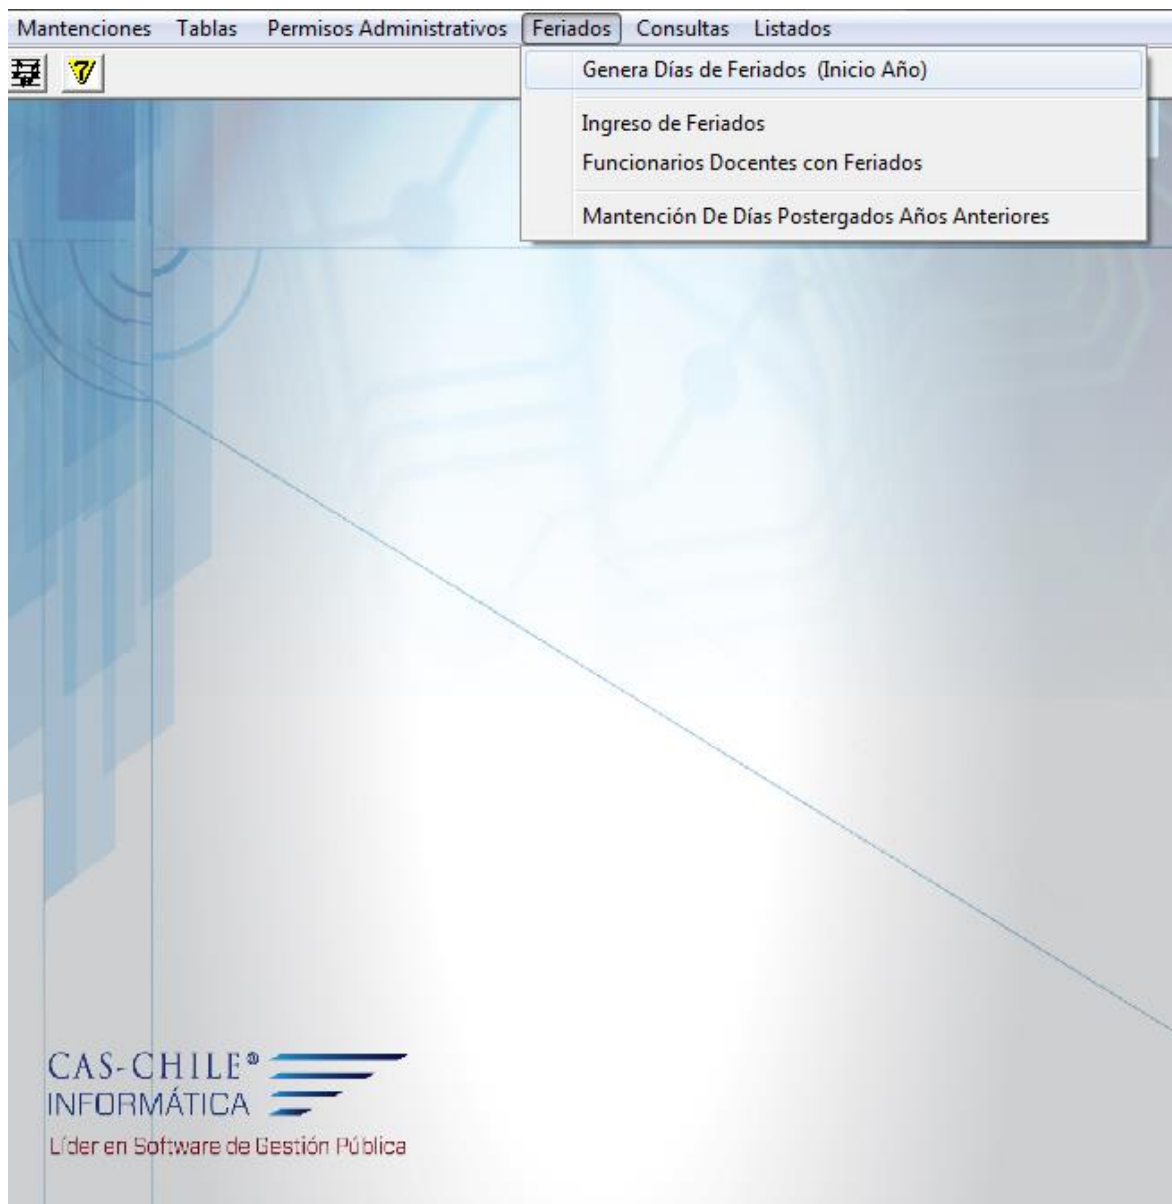 Mantenciones Tablas Permisos Administrativos Feriados Consultas Listados
?
Genera Días de Feriados (Inicio Año)
Ingreso de Feriados
Funcionarios Docentes con Feriados
Mantención De Días Postergados Años Anteriores
CAS-CHILE®
INFORMÁTICA
Líder en Software de Gestión Pública